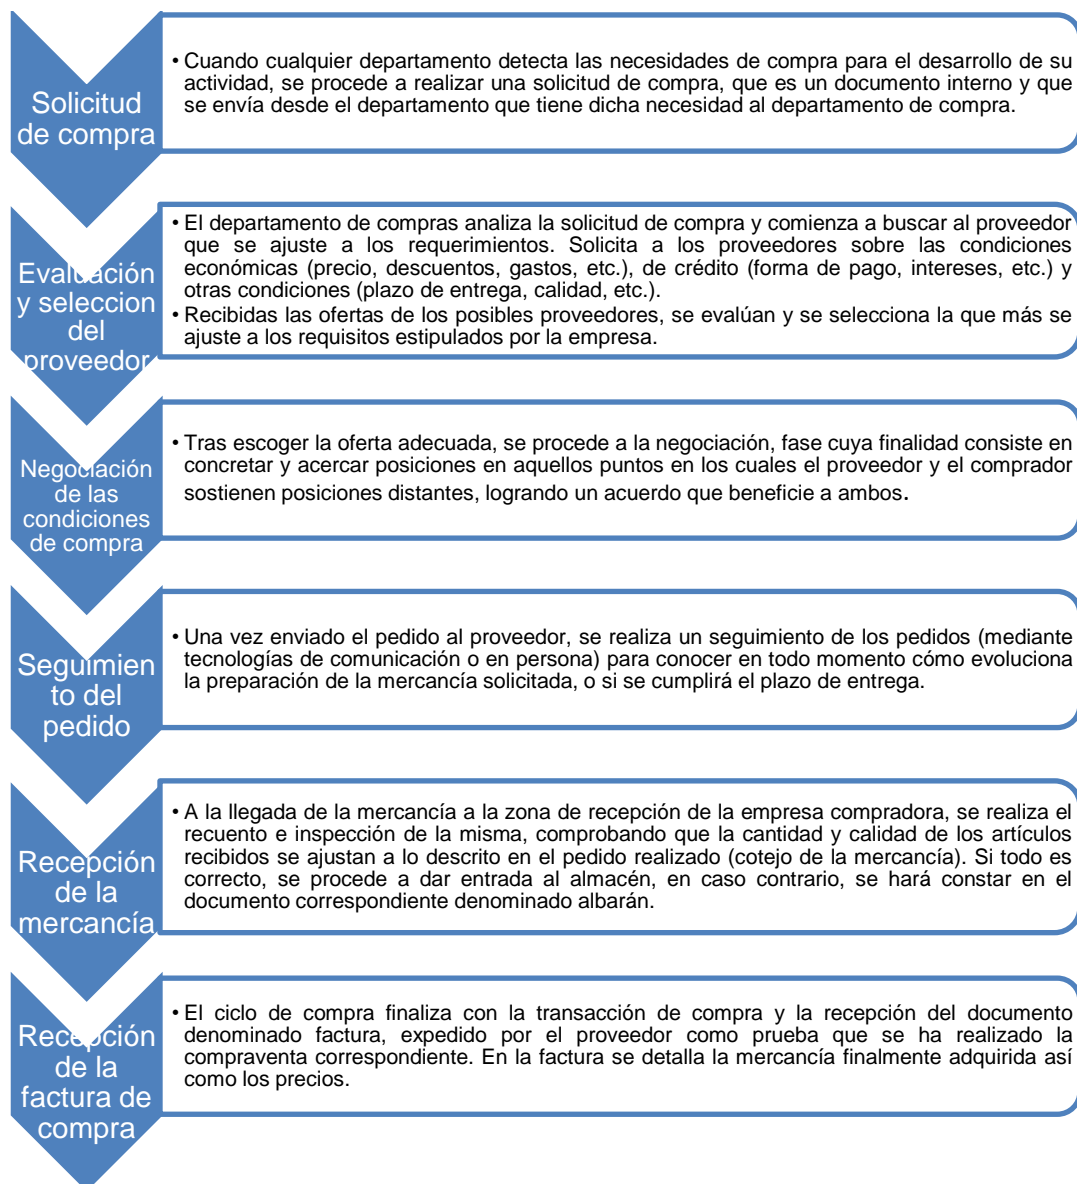 Solicitud
de compra
• Cuando cualquier departamento detecta las necesidades de compra para el desarrollo de su
actividad, se procede a realizar una solicitud de compra, que es un documento interno y que
se envía desde el departamento que tiene dicha necesidad al departamento de compra.
Evaluación
y seleccion
del
proveedor
• El departamento de compras analiza la solicitud de compra y comienza a buscar al proveedor
que se ajuste a los requerimientos. Solicita a los proveedores sobre las condiciones
económicas (precio, descuentos, gastos, etc.), de crédito (forma de pago, intereses, etc.) y
otras condiciones (plazo de entrega, calidad, etc.).
• Recibidas las ofertas de los posibles proveedores, se evalúan y se selecciona la que más se
ajuste a los requisitos estipulados por la empresa.
Negociación
de las
condiciones
de compra
• Tras escoger la oferta adecuada, se procede a la negociación, fase cuya finalidad consiste en
concretar y acercar posiciones en aquellos puntos en los cuales el proveedor y el comprador
sostienen posiciones distantes, logrando un acuerdo que beneficie a ambos.
Seguimien
to del
pedido
• Una vez enviado el pedido al proveedor, se realiza un seguimiento de los pedidos (mediante
tecnologías de comunicación o en persona) para conocer en todo momento cómo evoluciona
la preparación de la mercancía solicitada, o si se cumplirá el plazo de entrega.
Recepción
de la
mercancía
• A la llegada de la mercancía a la zona de recepción de la empresa compradora, se realiza el
recuento e inspección de la misma, comprobando que la cantidad y calidad de los artículos
recibidos se ajustan a lo descrito en el pedido realizado (cotejo de la mercancía). Si todo es
correcto, se procede a dar entrada al almacén, en caso contrario, se hará constar en el
documento correspondiente denominado albarán.
Recepción
de la
factura de
compra
• El ciclo de compra finaliza con la transacción de compra y la recepción del documento
denominado factura, expedido por el proveedor como prueba que se ha realizado la
compraventa correspondiente. En la factura se detalla la mercancía finalmente adquirida así
como los precios.